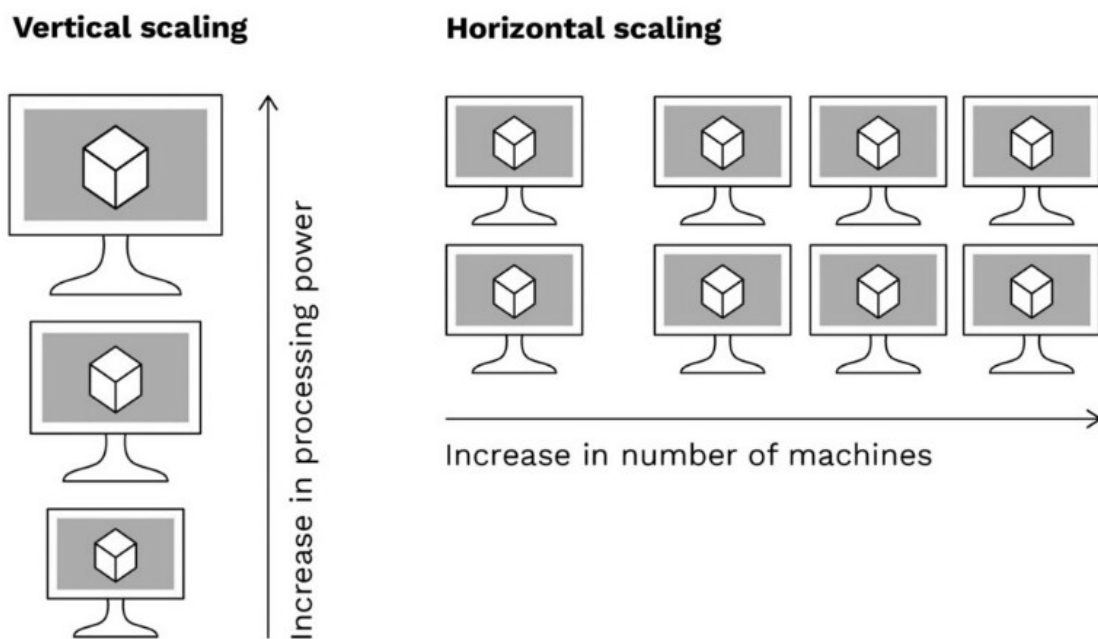 Vertical scaling
Horizontal scaling
Increase in processing power
Increase in number of machines